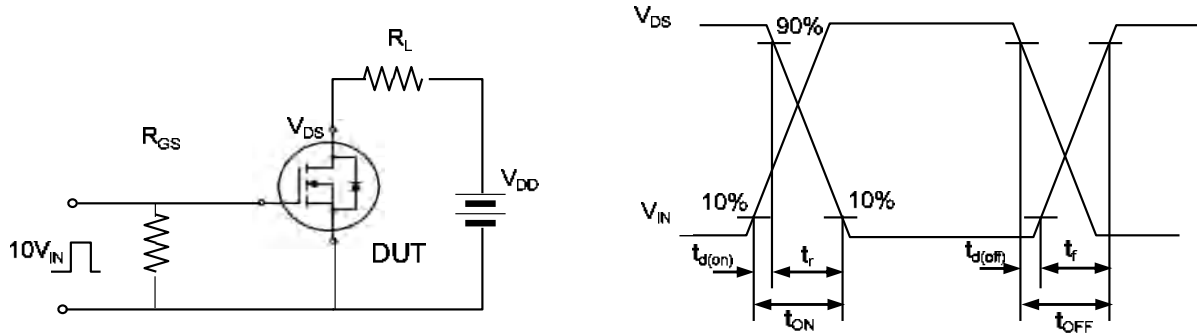 R_L
V_DS
R_GS
V_DD
10V_IN
DUT
V_DS
90%
V_IN
10%
10%
t_d(on)
t_r
t_d(off)
t_f
t_ON
t_OFF